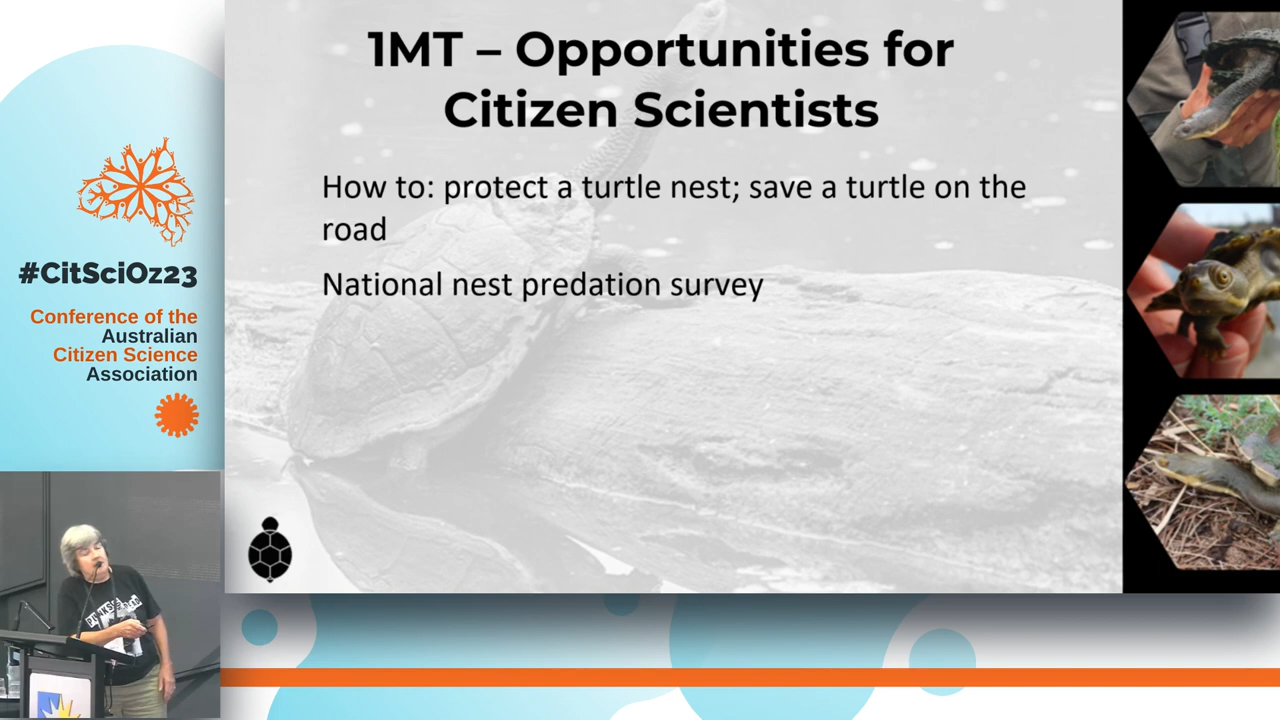 1MT – Opportunities for
Citizen Scientists
How to: protect a turtle nest; save a turtle on the
road
National nest predation survey
#CitSciOz23
Conference of the
Australian
Citizen Science
Association